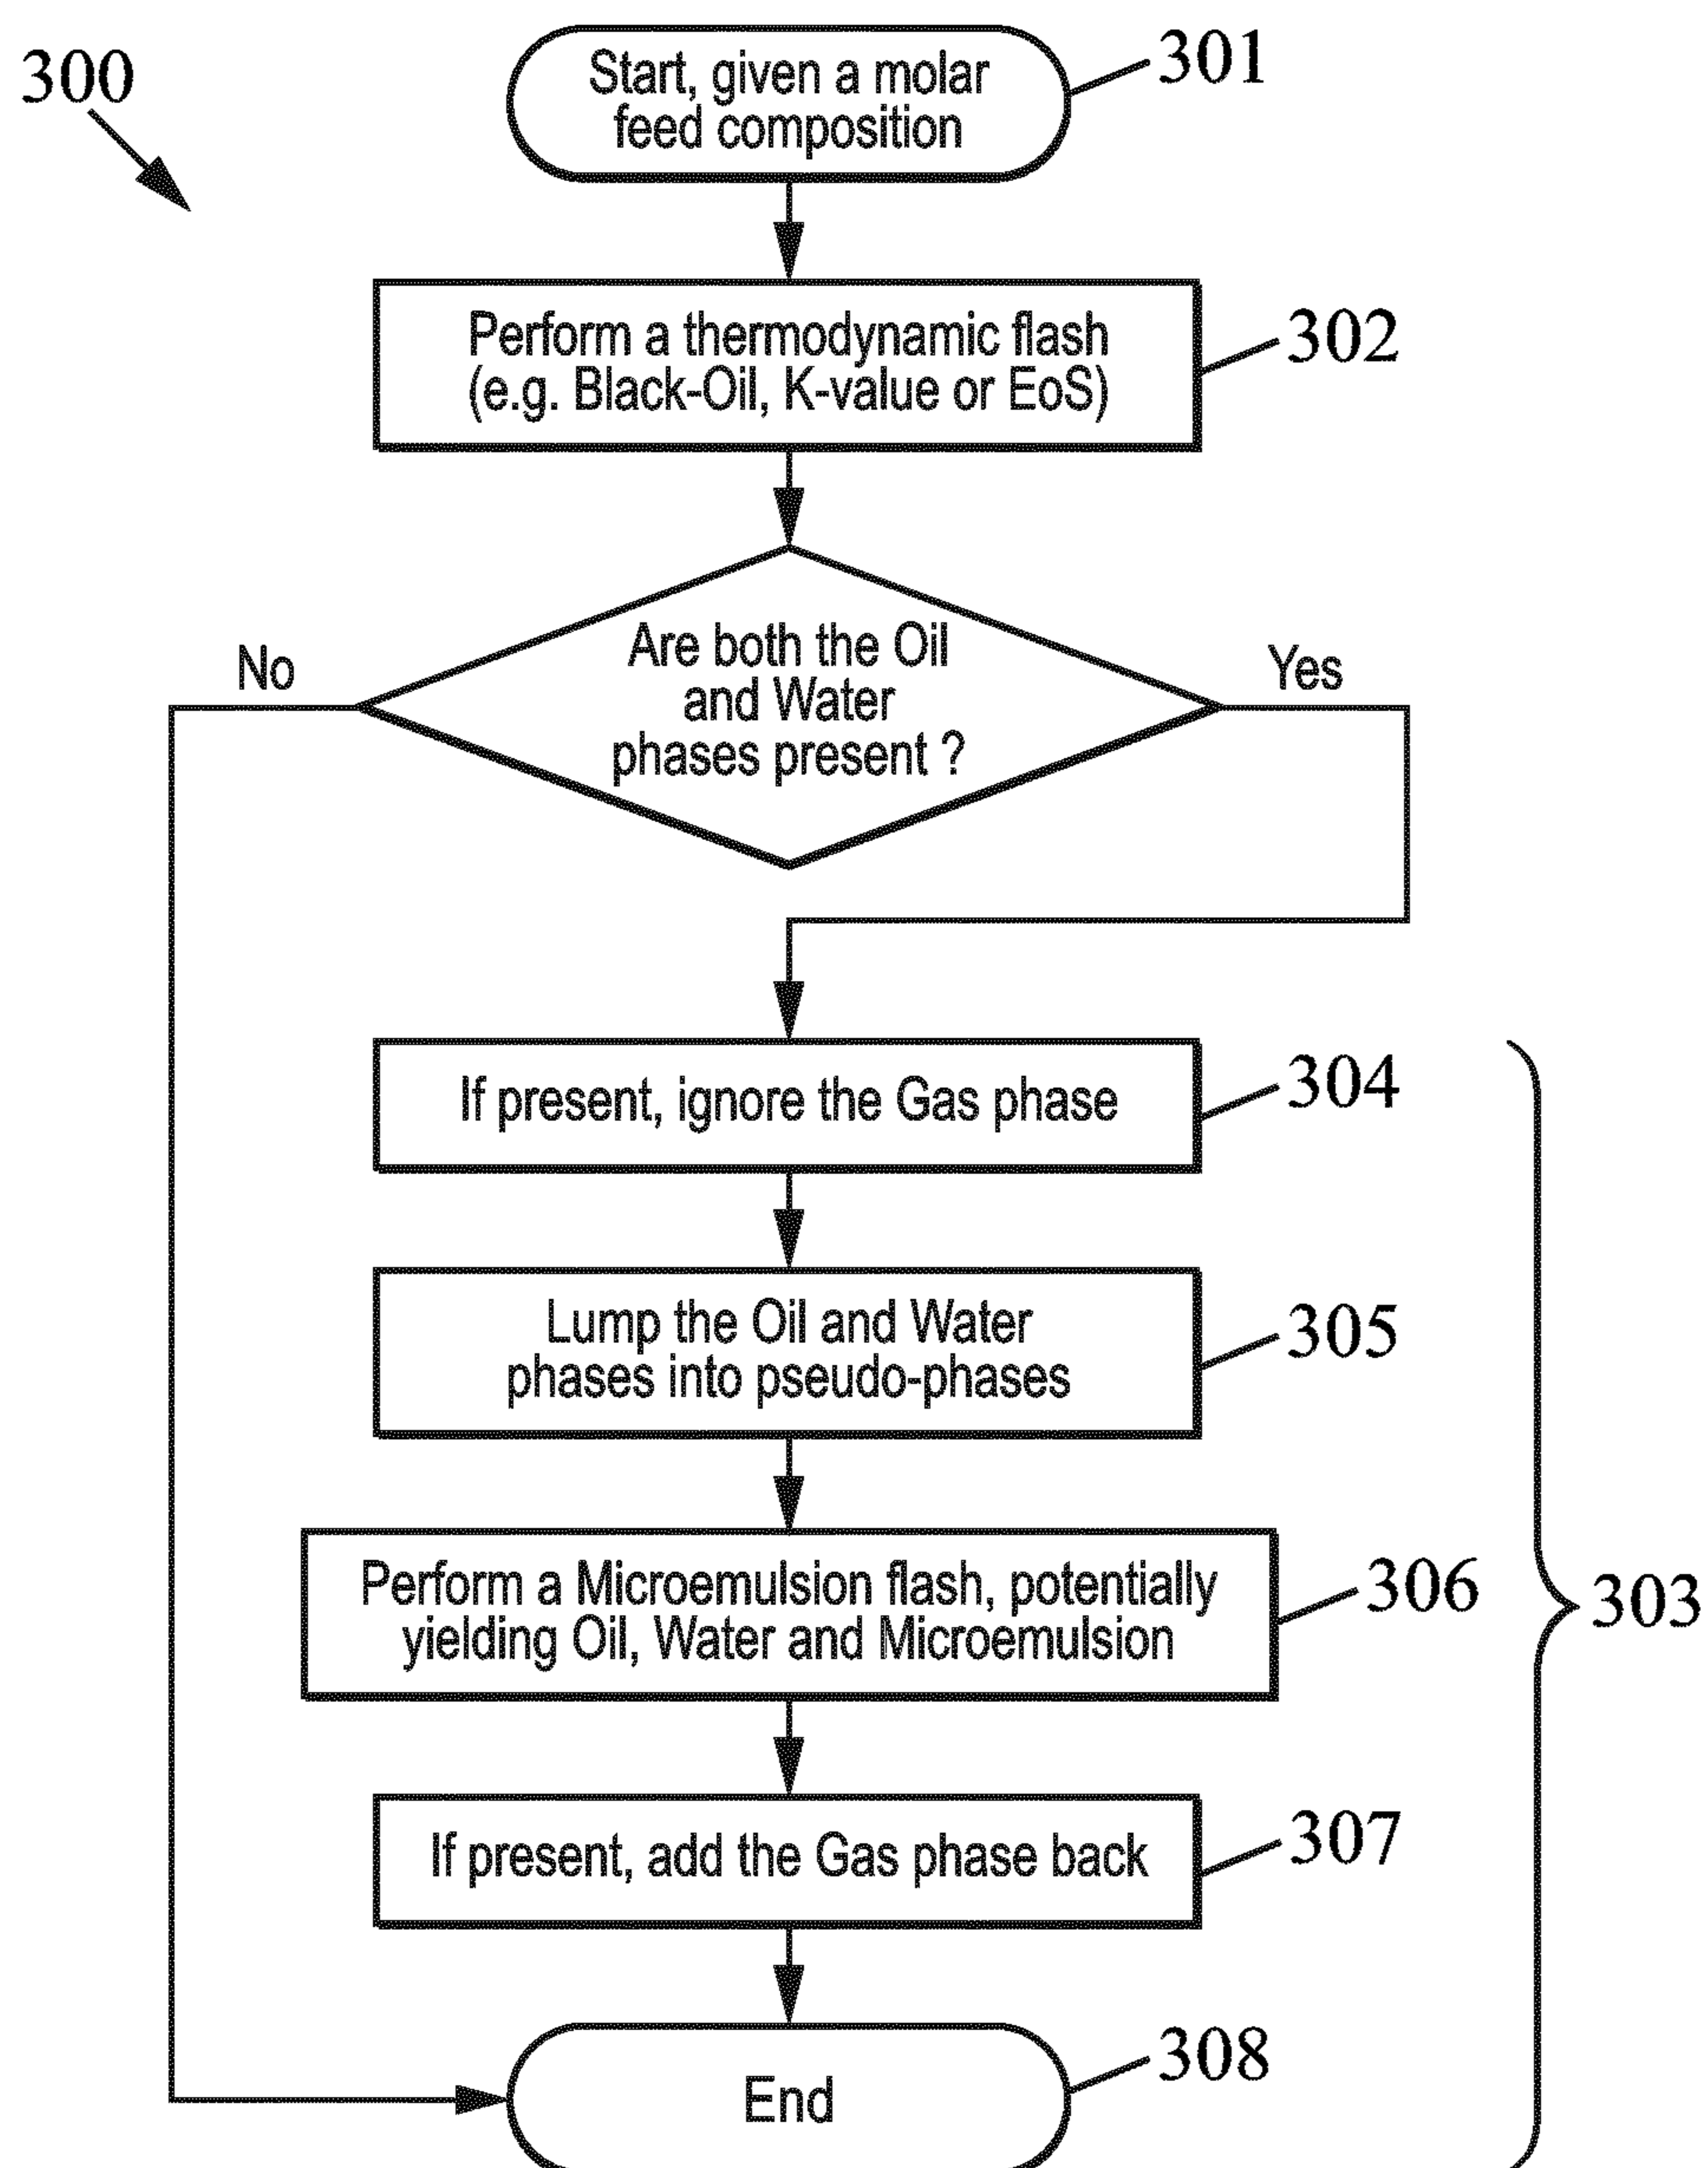 300
Start, given a molar
feed composition
301
Perform a thermodynamic flash
(e.g. Black-Oil, K-value or EoS)
302
Are both the Oil
and Water
phases present ?
No
Yes
If present, ignore the Gas phase
304
Lump the Oil and Water
phases into pseudo-phases
305
Perform a Microemulsion flash, potentially
yielding Oil, Water and Microemulsion
306
303
If present, add the Gas phase back
307
End
308